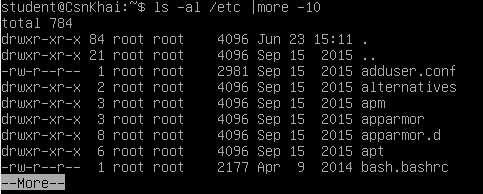 student@CsnKhai:~$ ls -al /etc |more -10
total 784
drwxr-xr-x 84 root root    4096 Jun 23 15:11 .
drwxr-xr-x 21 root root    4096 Sep 15  2015 ..
-rw-r--r--  1 root root    2981 Sep 15  2015 adduser.conf
drwxr-xr-x  2 root root    4096 Sep 15  2015 alternatives
drwxr-xr-x  3 root root    4096 Sep 15  2015 apm
drwxr-xr-x  3 root root    4096 Sep 15  2015 apparmor
drwxr-xr-x  8 root root    4096 Sep 15  2015 apparmor.d
drwxr-xr-x  6 root root    4096 Sep 15  2015 apt
-rw-r--r--  1 root root    2177 Apr  9  2014 bash.bashrc
--More--